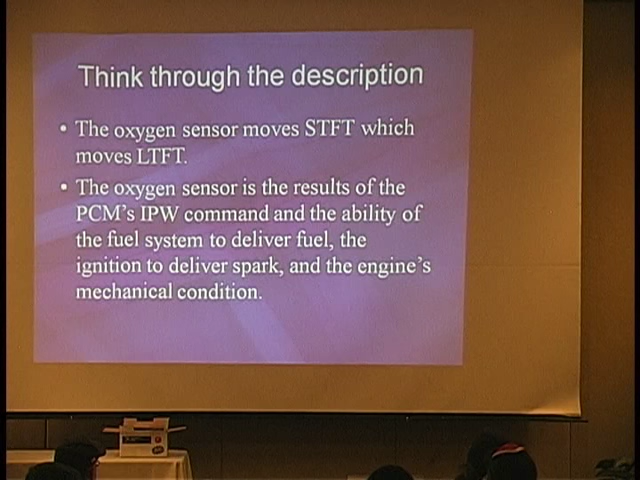 Think through the description
• The oxygen sensor moves STFT which
moves LTFT.
• The oxygen sensor is the results of the
PCM's IPW command and the ability of
the fuel system to deliver fuel, the
ignition to deliver spark, and the engine's
mechanical condition.